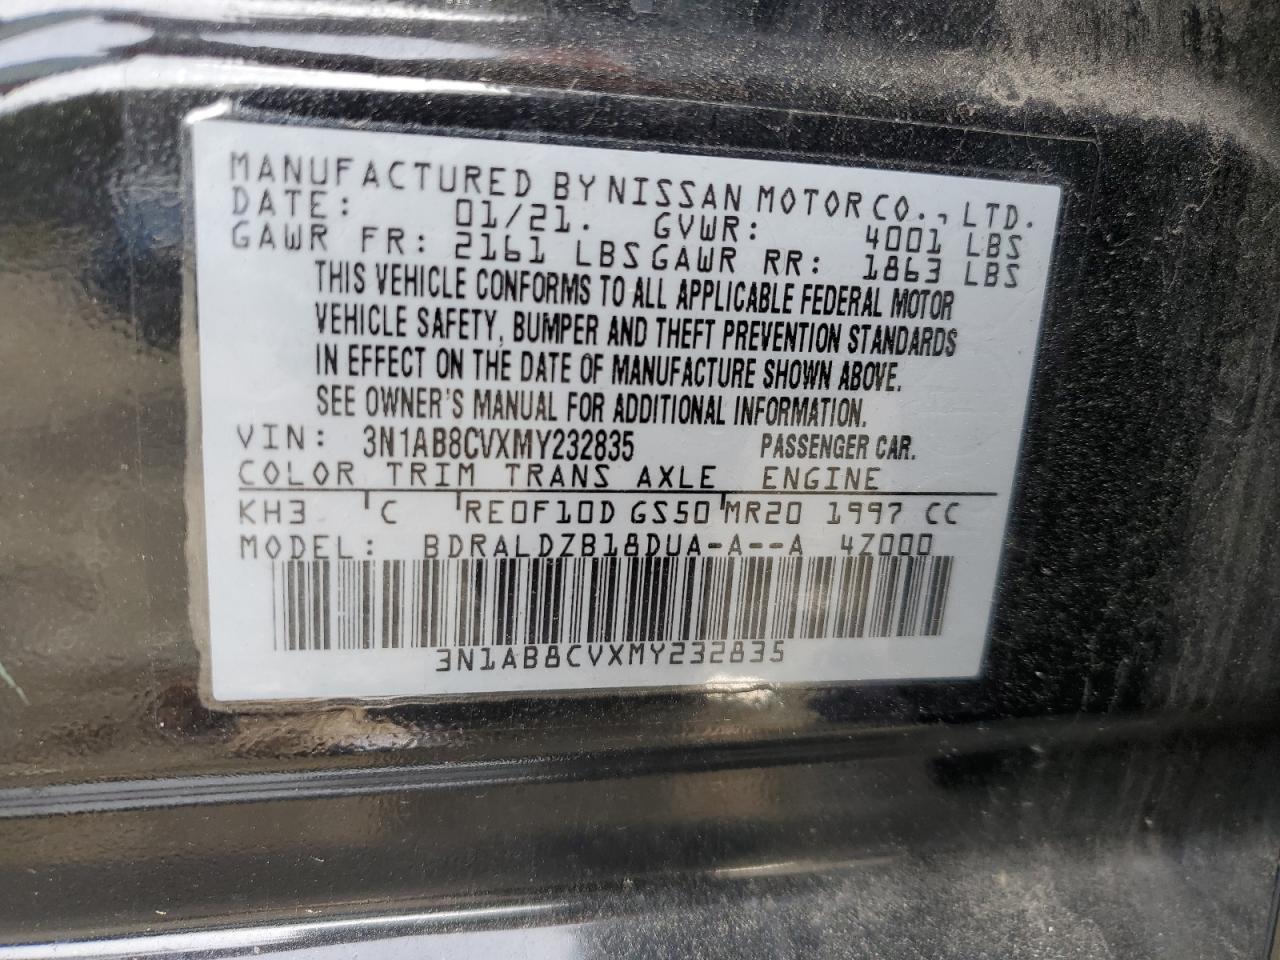 MANUFACTURED BY NISSAN MOTOR CO., LTD.
DATE: 01/21. GVWR: 4001 LBS
GAWR FR: 2161 LBS GAWR RR: 1863 LBS
THIS VEHICLE CONFORMS TO ALL APPLICABLE FEDERAL MOTOR
VEHICLE SAFETY, BUMPER AND THEFT PREVENTION STANDARDS
IN EFFECT ON THE DATE OF MANUFACTURE SHOWN ABOVE.
SEE OWNER'S MANUAL FOR ADDITIONAL INFORMATION.
VIN: 3N1AB8CVXMY232835 PASSENGER CAR.
COLOR TRIM TRANS AXLE ENGINE
KH3 C RE0F10D GS50 MR20 1997 CC
MODEL: BDRALDZB18DUA-A--A 4Z000
3N1AB8CVXMY232835